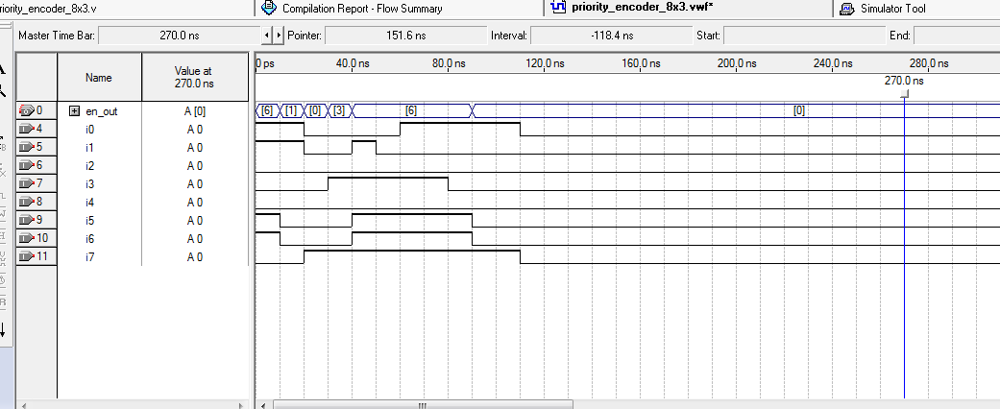 riority_encoder_8x3.v Compilation Report - Flow Summary priority_encoder_8x3.vwf* Simulator Tool
Master Time Bar: 270.0 ns Pointer: 151.6 ns Interval: -118.4 ns Start: End:
Name Value at 270.0 ns
0 ps 40.0 ns 80.0 ns 120.0 ns 160.0 ns 200.0 ns 240.0 ns 280.0 ns
270.0 ns
0 en_out A [0] [6] [1] [0] [3] [6] [0]
4 i0 A 0
5 i1 A 0
6 i2 A 0
7 i3 A 0
8 i4 A 0
9 i5 A 0
10 i6 A 0
11 i7 A 0